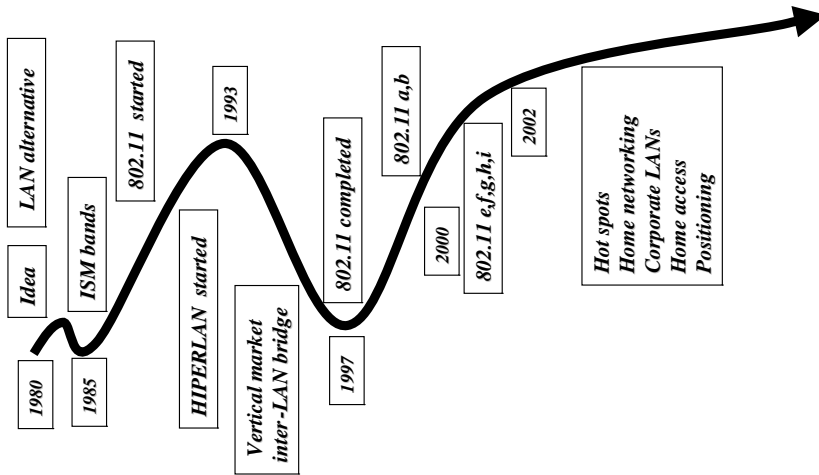 1980
Idea
LAN alternative
1985
ISM bands
802.11 started
HIPERLAN started
1993
Vertical market
inter-LAN bridge
1997
802.11 completed
802.11 a,b
2000
802.11 e,f,g,h,i
2002
Hot spots
Home networking
Corporate LANs
Home access
Positioning